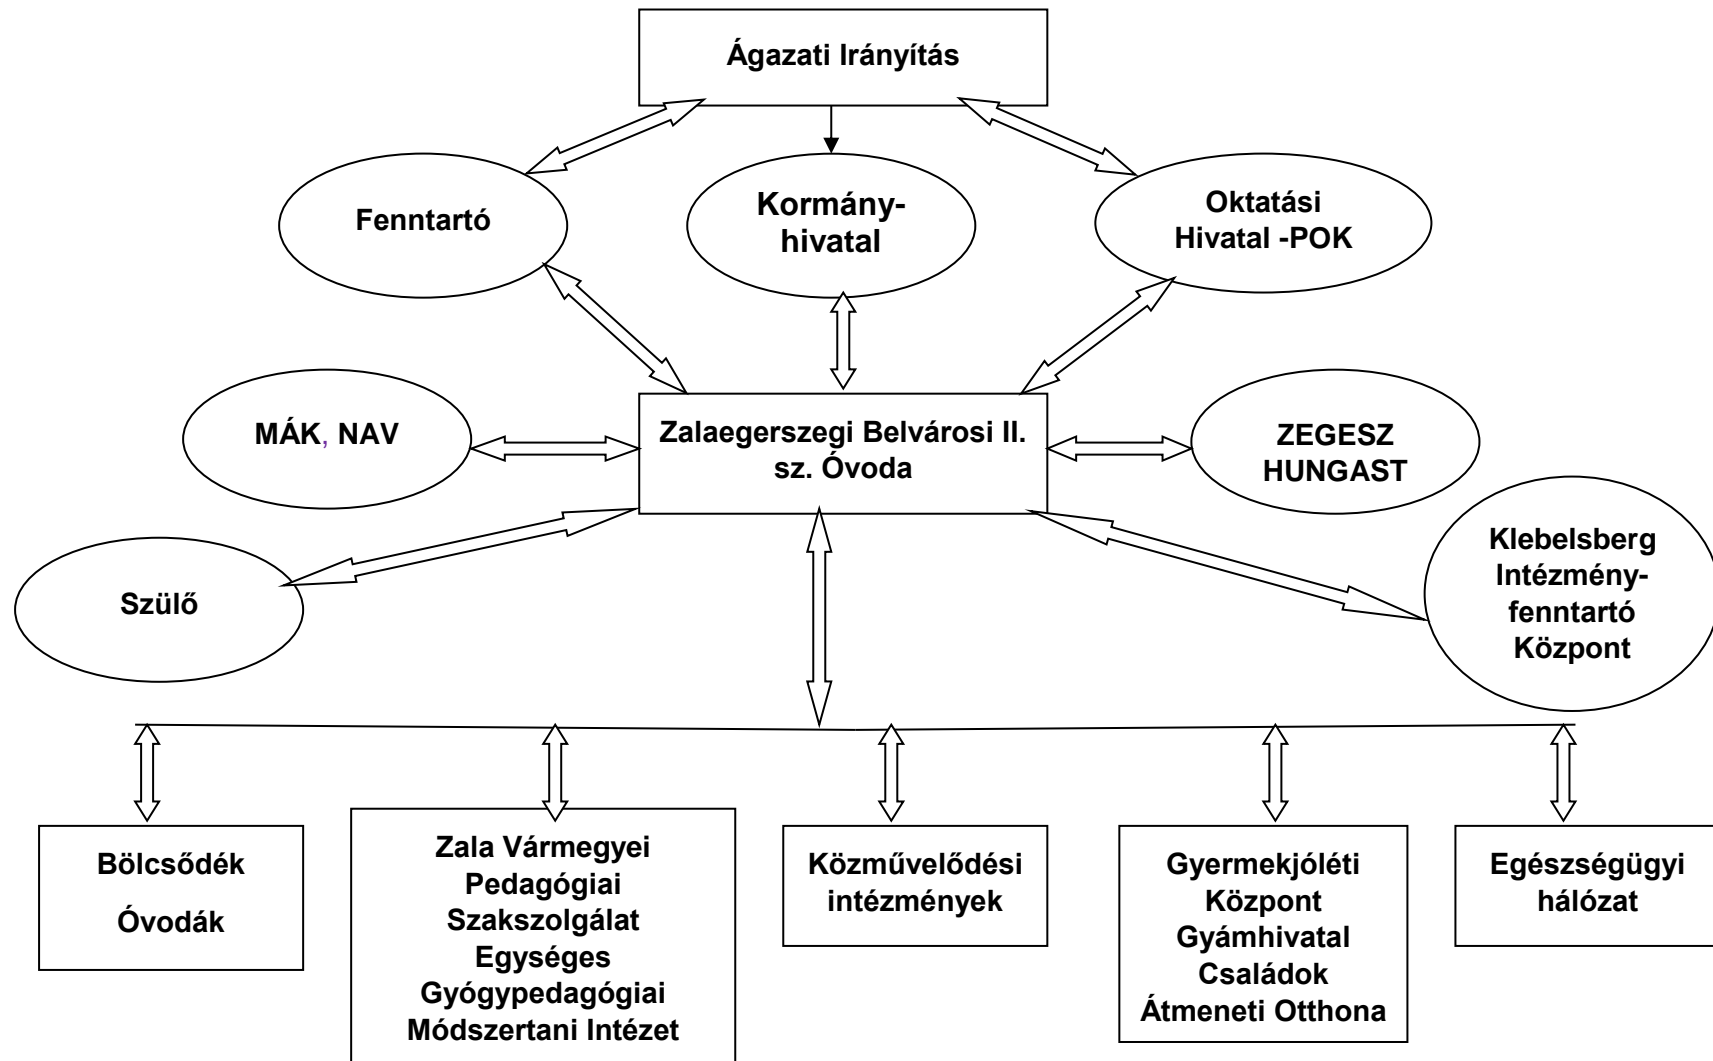 Ágazati Irányítás
Fenntartó
Kormány-
hivatal
Oktatási
Hivatal -POK
MÁK, NAV
Zalaegerszegi Belvárosi II.
sz. Óvoda
ZEGESZ
HUNGAST
Szülő
Klebelsberg
Intézmény-
fenntartó
Központ
Bölcsődék
Óvodák
Zala Vármegyei
Pedagógiai
Szakszolgálat
Egységes
Gyógypedagógiai
Módszertani Intézet
Közművelődési
intézmények
Gyermekjóléti
Központ
Gyámhivatal
Családok
Átmeneti Otthona
Egészségügyi
hálózat